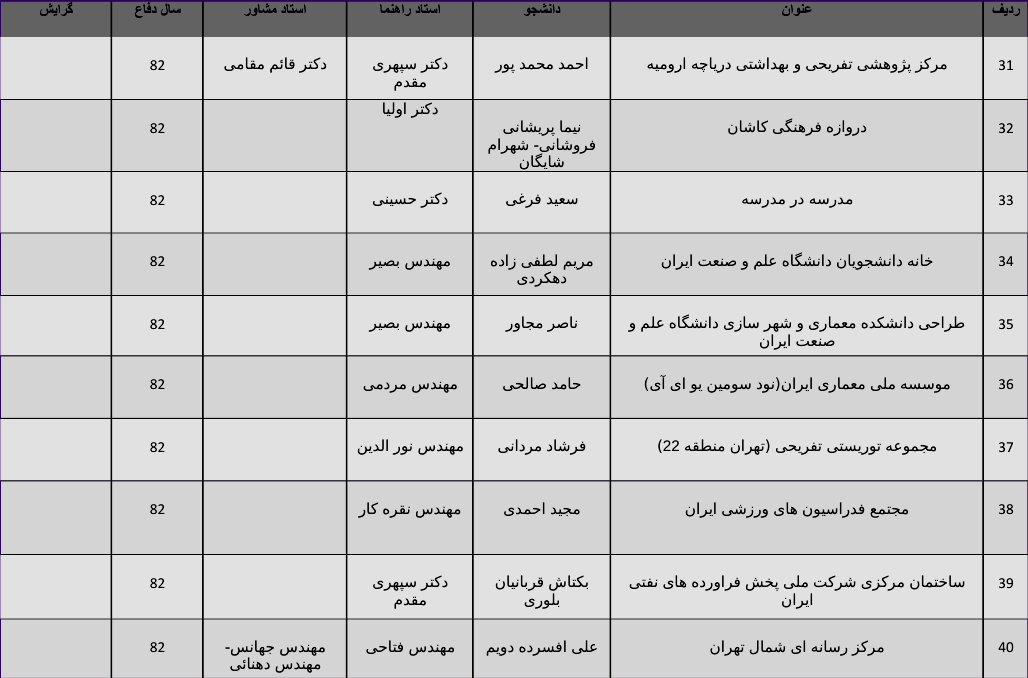 ردیف عنوان دانشجو استاد راهنما استاد مشاور سال دفاع گرایش
31 مرکز پژوهشی تفریحی و بهداشتی دریاچه ارومیه احمد محمد پور دکتر سپهری دکتر قائم مقامی 82
مقدم
32 دروازه فرهنگی کاشان نیما پریشانی دکتر اولیا 82
فروشانی- شهرام
شایگان
33 مدرسه در مدرسه سعید فرغی دکتر حسینی 82
34 خانه دانشجویان دانشگاه علم و صنعت ایران مریم لطفی زاده مهندس بصیر 82
دهکردی
35 طراحی دانشکده معماری و شهر سازی دانشگاه علم و ناصر مجاور مهندس بصیر 82
صنعت ایران
36 موسسه ملی معماری ایران(نود سومین یو ای آی) حامد صالحی مهندس مردمی 82
37 مجموعه توریستی تفریحی (تهران منطقه 22) فرشاد مردانی مهندس نور الدین 82
38 مجتمع فدراسیون های ورزشی ایران مجید احمدی مهندس نقره کار 82
39 ساختمان مرکزی شرکت ملی پخش فراورده های نفتی بکتاش قربانیان دکتر سپهری 82
ایران بلوری مقدم
40 مرکز رسانه ای شمال تهران علی افسرده دویم مهندس فتاحی مهندس جهانس- 82
مهندس دهنائی